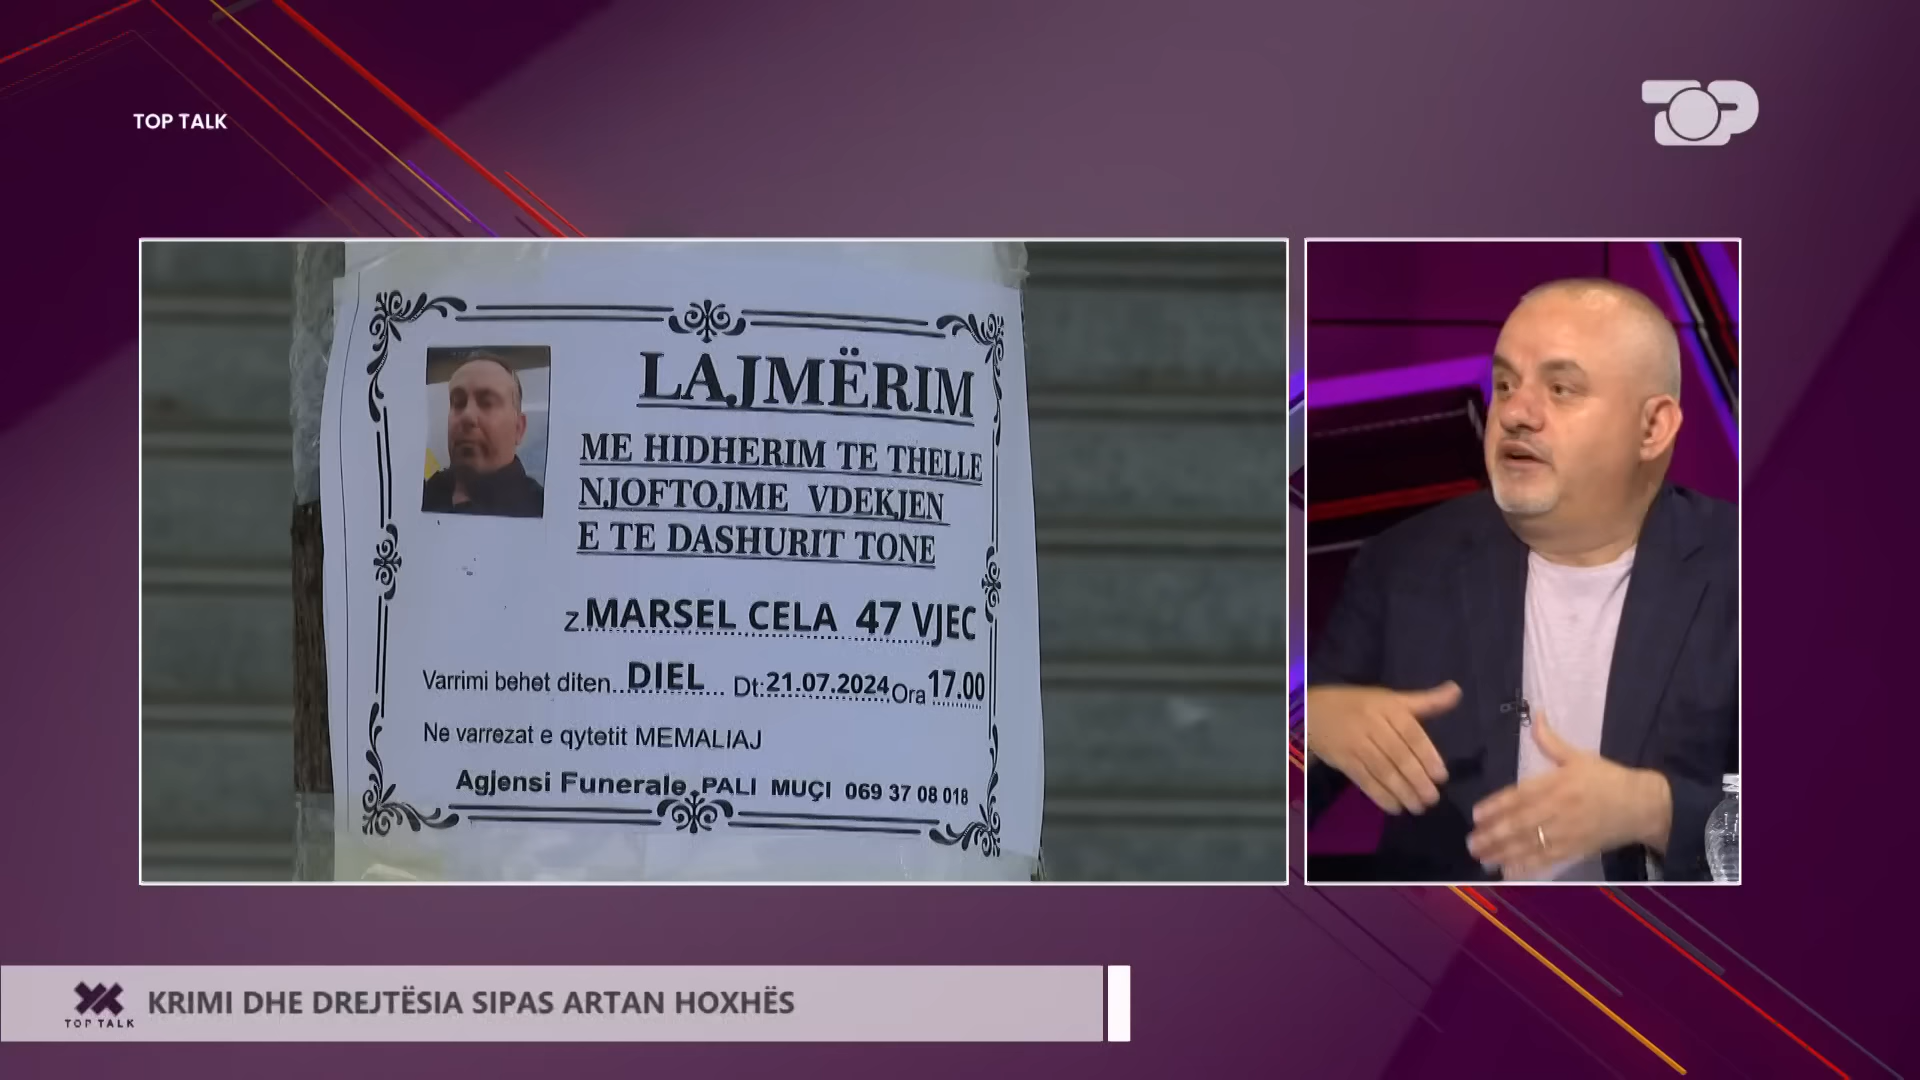 TOP TALK
TOP
LAJMËRIM
ME HIDHERIM TE THELLE
NJOFTOJME VDEKJEN
E TE DASHURIT TONE
z.MARSEL CELA 47 VJEC
Varrimi behet diten..DIEL... Dt:21.07.2024 Ora 17.00
Ne varrezat e qytetit MEMALIAJ
Agjensi Funerale PALI MUÇI 069 37 08 018
TOP TALK
KRIMI DHE DREJTËSIA SIPAS ARTAN HOXHËS